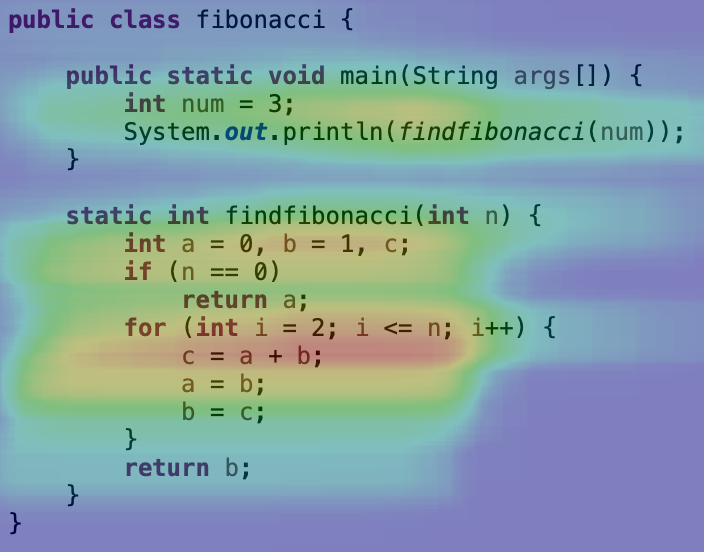 public class fibonacci {
public static void main(String args[]) {
int num = 3;
System.out.println(findfibonacci(num));
}
static int findfibonacci(int n) {
int a = 0, b = 1, c;
if (n == 0)
return a;
for (int i = 2; i <= n; i++) {
c = a + b;
a = b;
b = c;
}
return b;
}
}